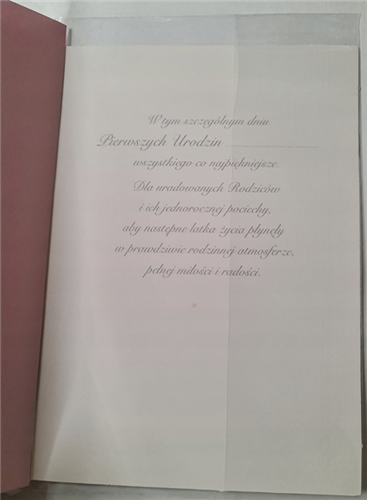 W tym szczególnym dniu
Pierwszych Urodzin
wszystkiego co najpiękniejsze.
Dla uradowanych Rodziców
i ich jednorocznej pociechy,
aby następne latka życia płynęły
w prawdziwie rodzinnej atmosferze,
pełnej miłości i radości.